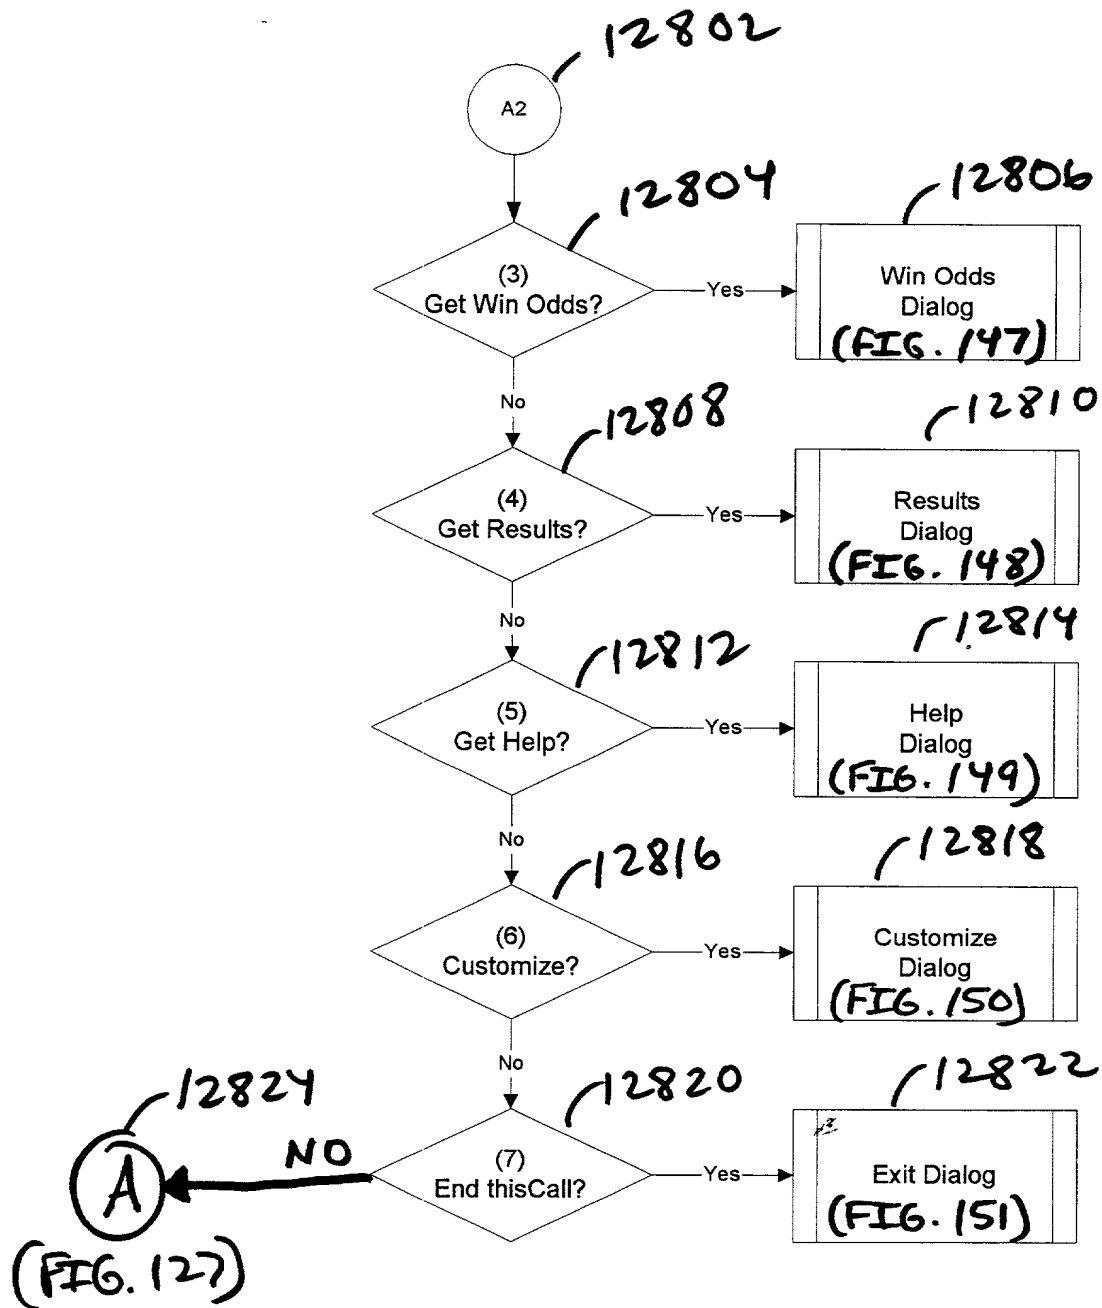 12802
A2
12804
12806
(3)
Get Win Odds?
Yes
Win Odds
Dialog
(FIG. 147)
No
12808
12810
(4)
Get Results?
Yes
Results
Dialog
(FIG. 148)
No
12812
12814
(5)
Get Help?
Yes
Help
Dialog
(FIG. 149)
No
12816
12818
(6)
Customize?
Yes
Customize
Dialog
(FIG. 150)
No
12824
12820
12822
A
NO
(7)
End thisCall?
Yes
Exit Dialog
(FIG. 151)
(FIG. 127)